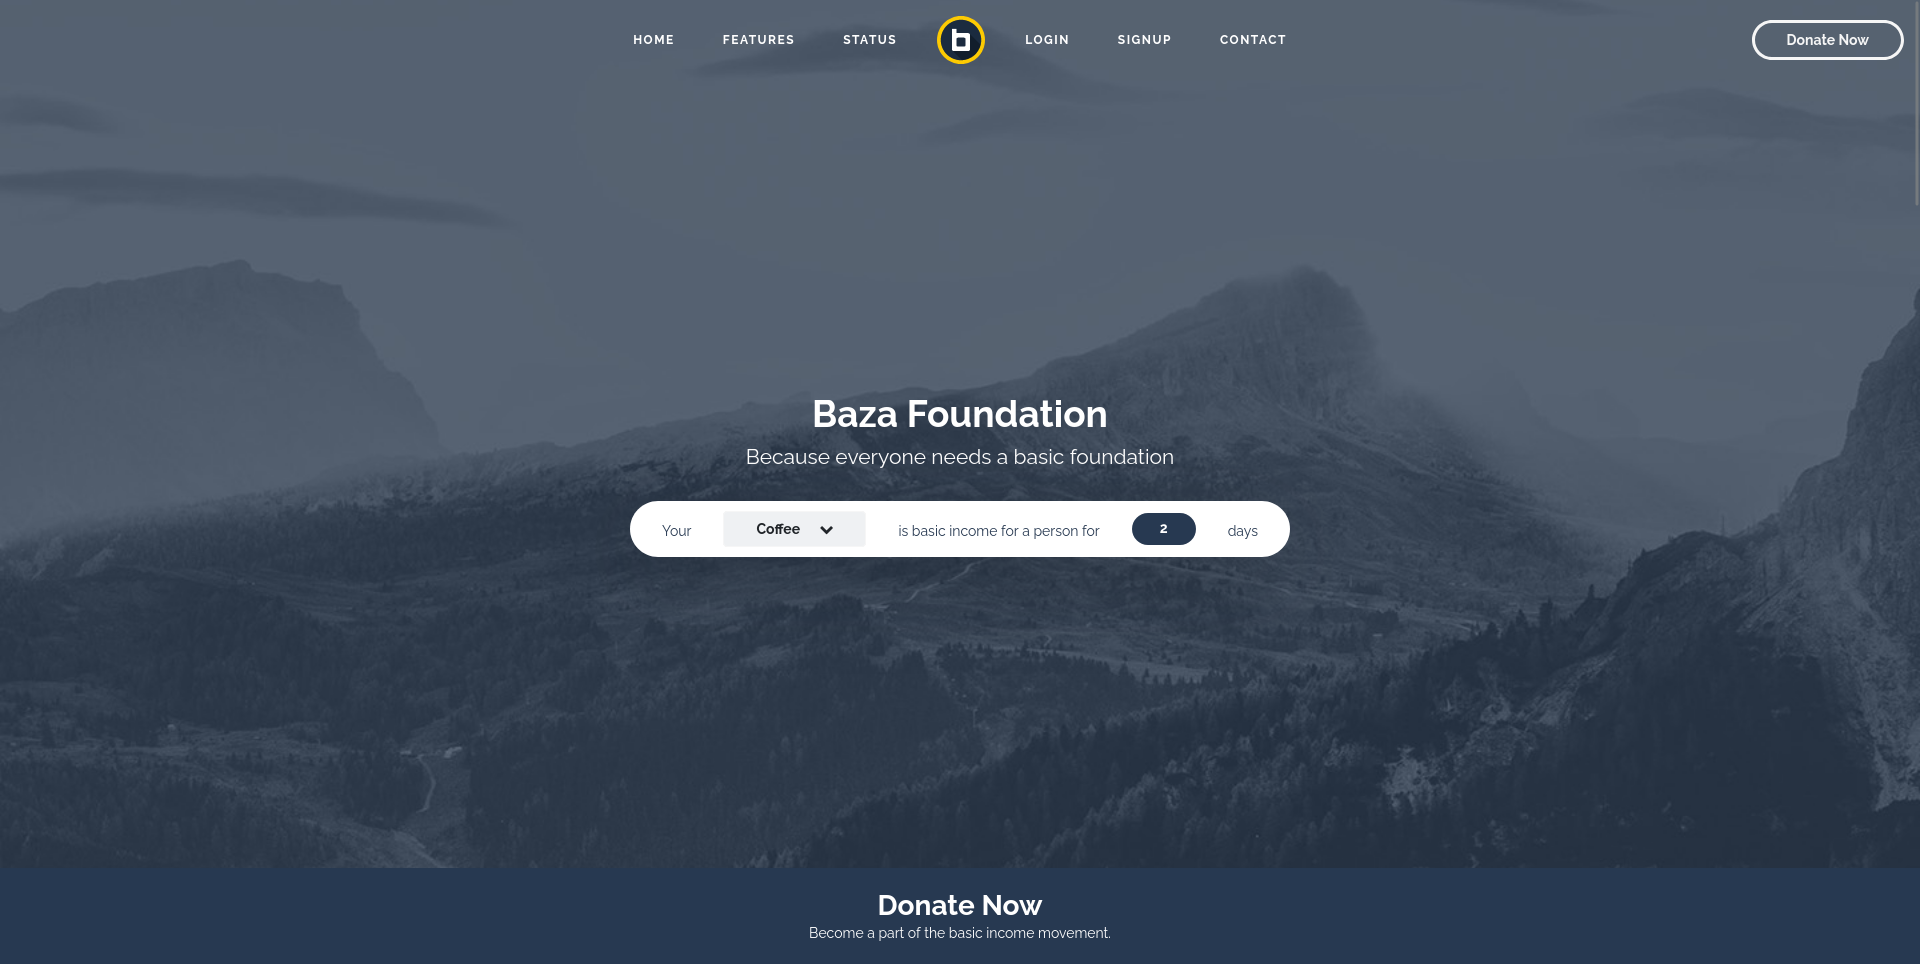 HOME FEATURES STATUS b LOGIN SIGNUP CONTACT Donate Now
Baza Foundation
Because everyone needs a basic foundation
Your Coffee is basic income for a person for 2 days
Donate Now
Become a part of the basic income movement.